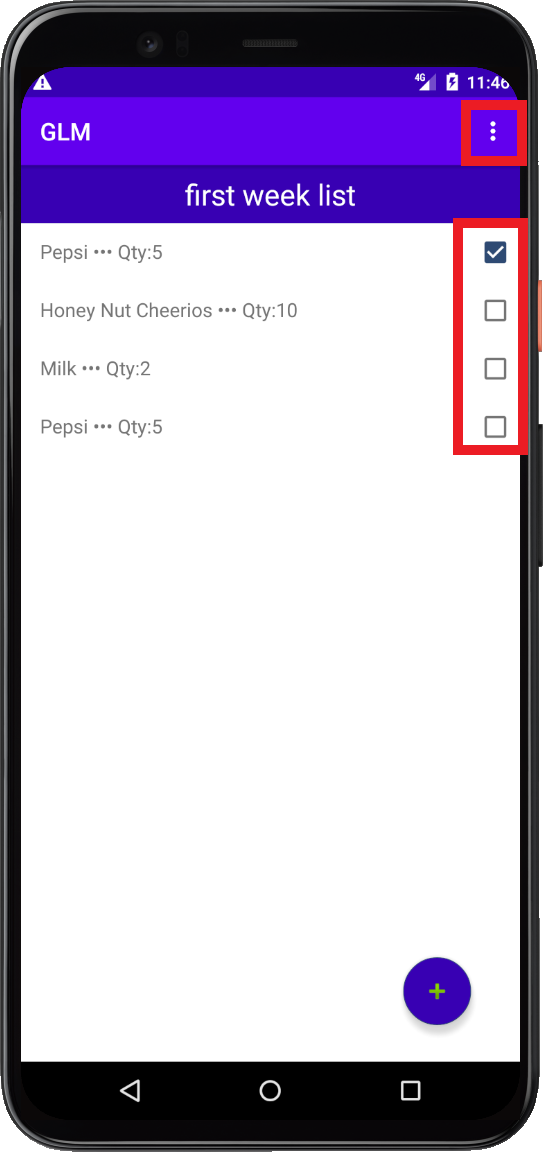 4G 11:46
GLM
first week list
Pepsi ••• Qty:5
Honey Nut Cheerios ••• Qty:10
Milk ••• Qty:2
Pepsi ••• Qty:5
+